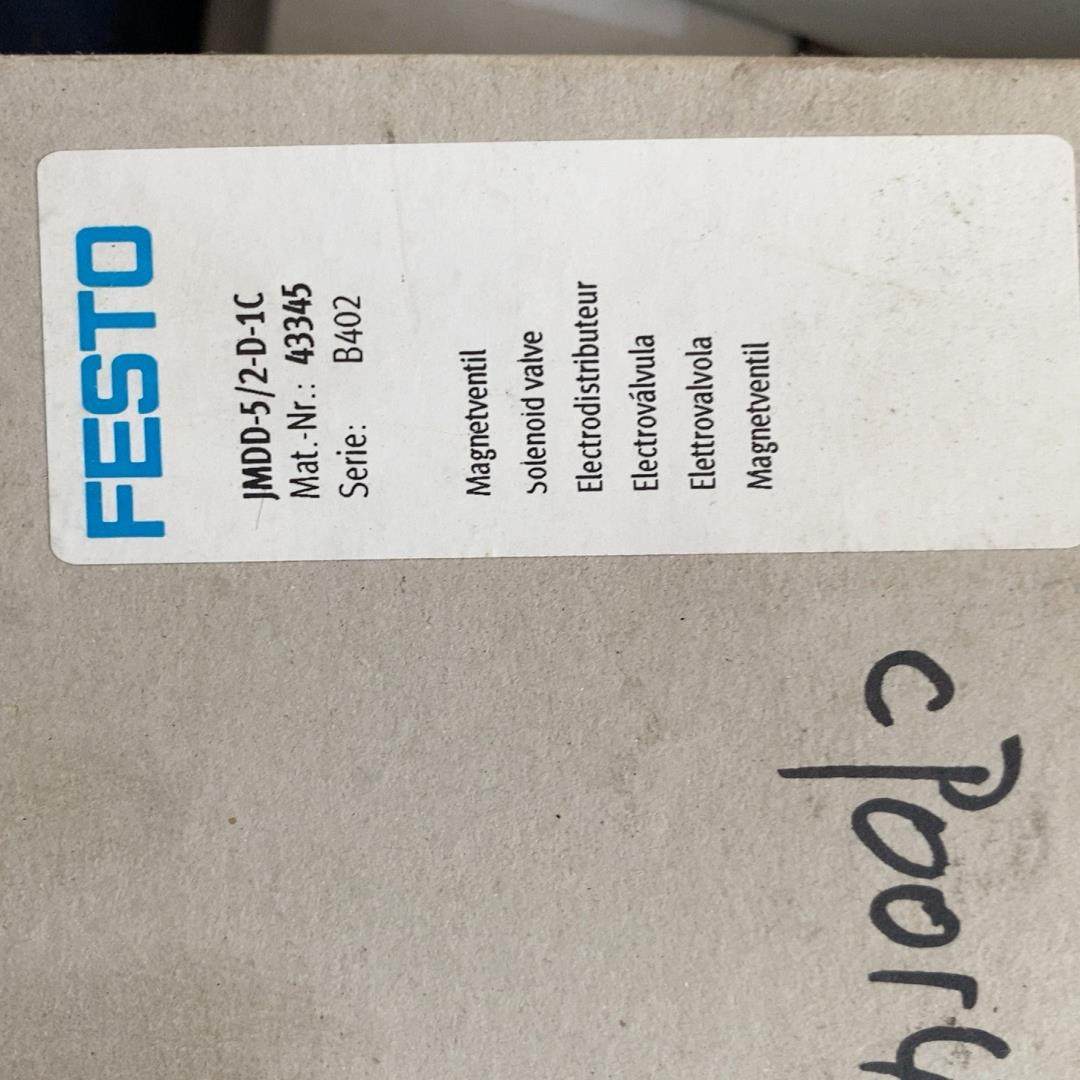 FESTO
JMDD-5/2-D-1C
Mat.-Nr.: 43345
Serie: B402
Magnetventil
Solenoid valve
Electrodistributeur
Electroválvula
Elettrovalvola
Magnetventil